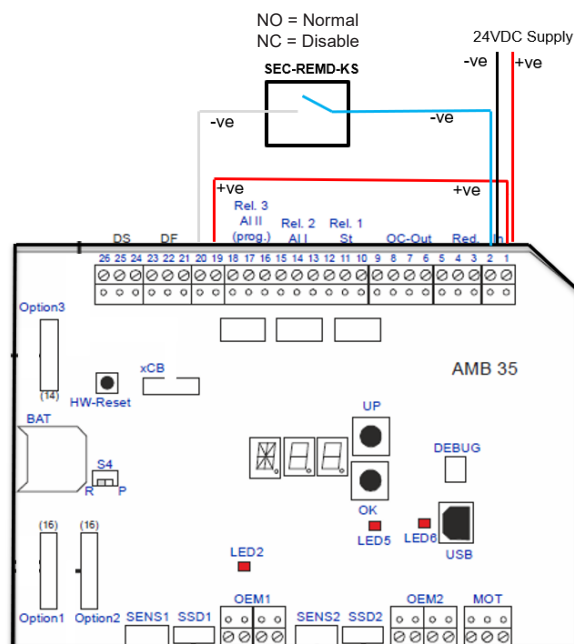 NO = Normal
NC = Disable
24VDC Supply
-ve
+ve
SEC-REMD-KS
-ve
-ve
+ve
+ve
Rel. 3
Al II
(prog.)
Rel. 2
Al I
Rel. 1
St
DS
DF
OC-Out
Red.
In
26 25 24 23 22 21 20 19 18 17 16 15 14 13 12 11 10 9 8 7 6 5 4 3 2 1
Option3
(14)
xCB
HW-Reset
AMB 35
BAT
UP
S4
R P
DEBUG
OK
(16)
(16)
LED5
LED6
USB
LED2
OEM1
OEM2
MOT
Option1
Option2
SENS1
SSD1
SENS2
SSD2